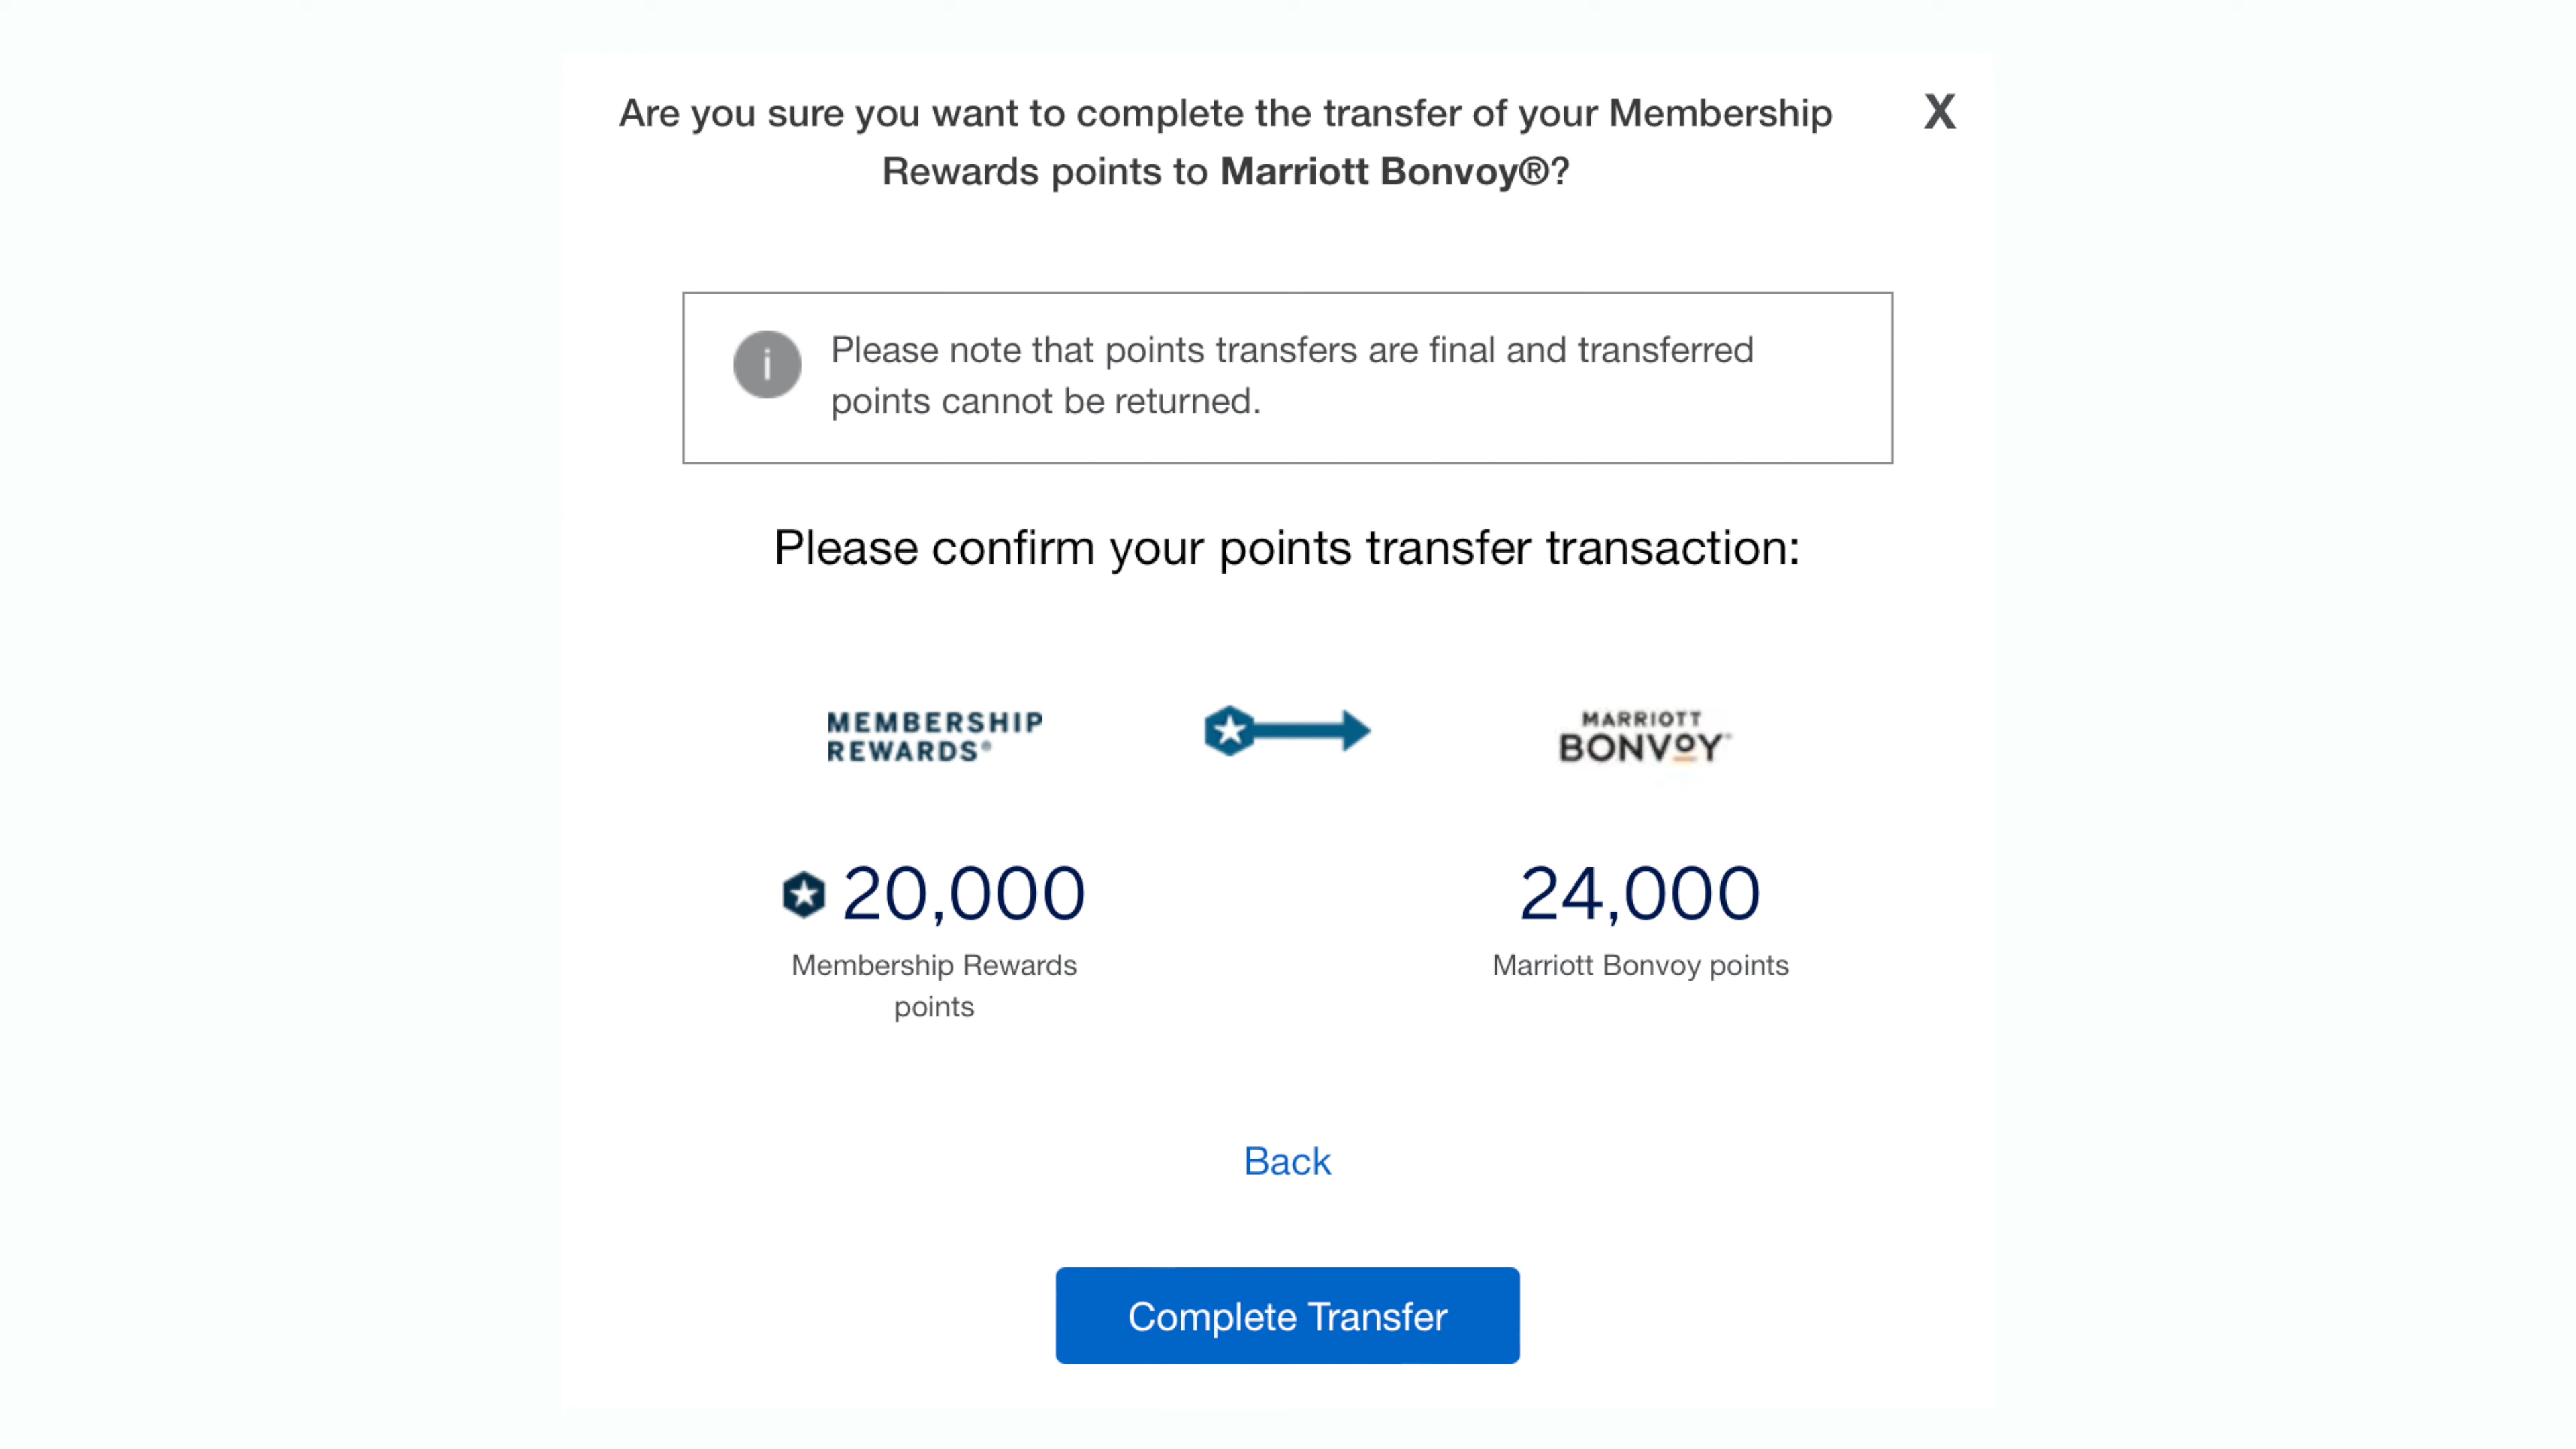 Are you sure you want to complete the transfer of your Membership
Rewards points to Marriott Bonvoy®?
X
i
Please note that points transfers are final and transferred
points cannot be returned.
Please confirm your points transfer transaction:
MEMBERSHIP
REWARDS®
MARRIOTT
BONVOY™
20,000
Membership Rewards
points
24,000
Marriott Bonvoy points
Back
Complete Transfer